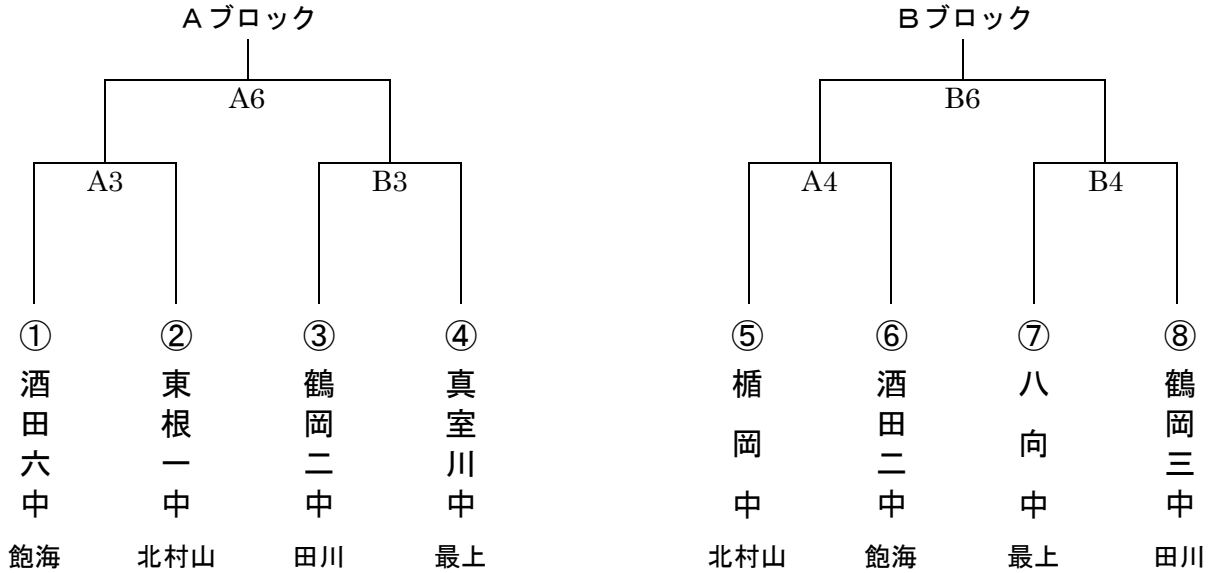 Aブロック
Bブロック
A6
B6
A3
B3
A4
B4
①
②
③
④
⑤
⑥
⑦
⑧
酒田六中
東根一中
鶴岡二中
真室川中
楯岡中
酒田二中
八向中
鶴岡三中
飽海
北村山
田川
最上
北村山
飽海
最上
田川